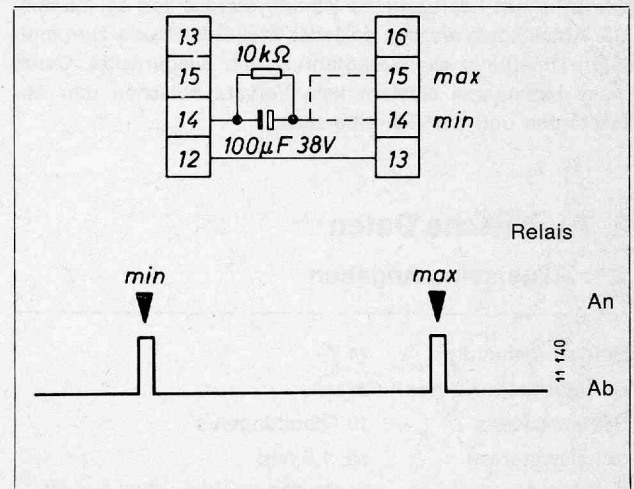 13 16
10kΩ
15 15 max
14 14 min
100µF 38V
12 13
Relais
min max
An
Ab
11 140